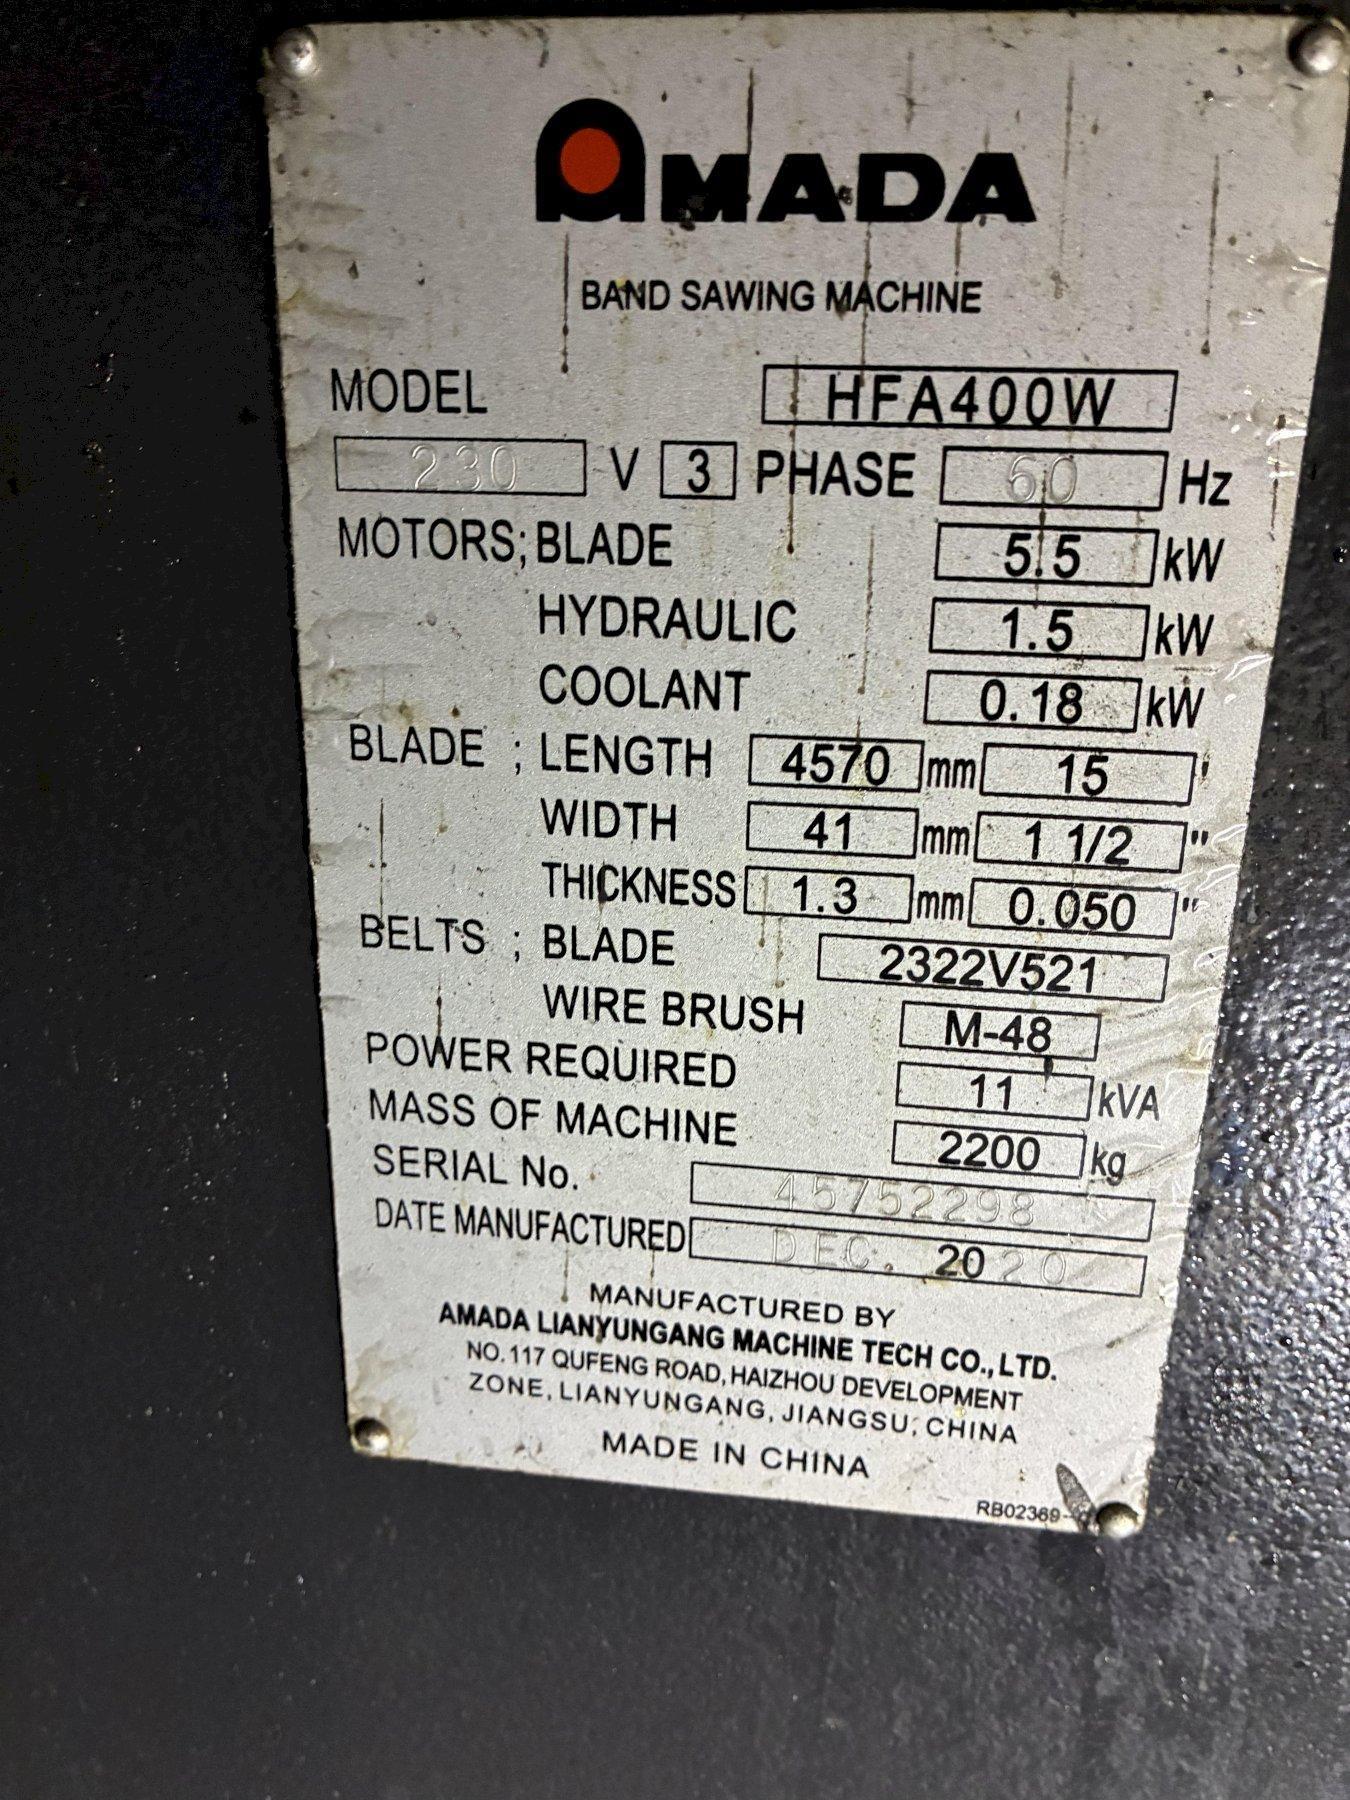 AMADA
BAND SAWING MACHINE
MODEL HFA400W
230 V 3 PHASE 60 Hz
MOTORS; BLADE 5.5 kW
HYDRAULIC 1.5 kW
COOLANT 0.18 kW
BLADE ; LENGTH 4570 mm 15 '
WIDTH 41 mm 1 1/2 "
THICKNESS 1.3 mm 0.050 "
BELTS ; BLADE 2322V521
WIRE BRUSH M-48
POWER REQUIRED 11 kVA
MASS OF MACHINE 2200 kg
SERIAL No. 45752298
DATE MANUFACTURED DEC. 2020
MANUFACTURED BY
AMADA LIANYUNGANG MACHINE TECH CO., LTD.
NO. 117 QUFENG ROAD, HAIZHOU DEVELOPMENT
ZONE, LIANYUNGANG, JIANGSU, CHINA
MADE IN CHINA